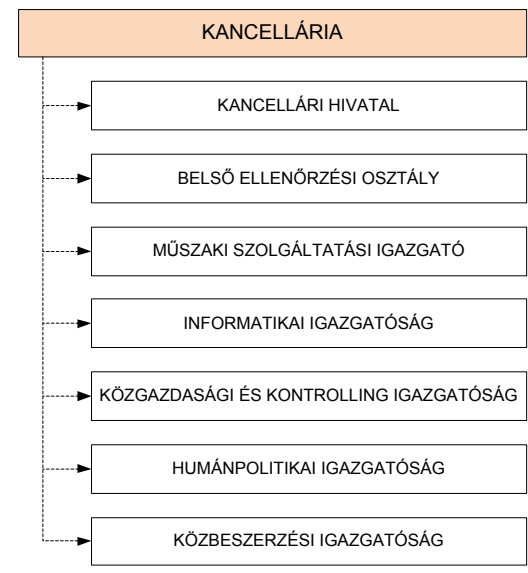 KANCELLÁRIA
KANCELLÁRI HIVATAL
BELSŐ ELLENŐRZÉSI OSZTÁLY
MŰSZAKI SZOLGÁLTATÁSI IGAZGATÓ
INFORMATIKAI IGAZGATÓSÁG
KÖZGAZDASÁGI ÉS KONTROLLING IGAZGATÓSÁG
HUMÁNPOLITIKAI IGAZGATÓSÁG
KÖZBESZERZÉSI IGAZGATÓSÁG